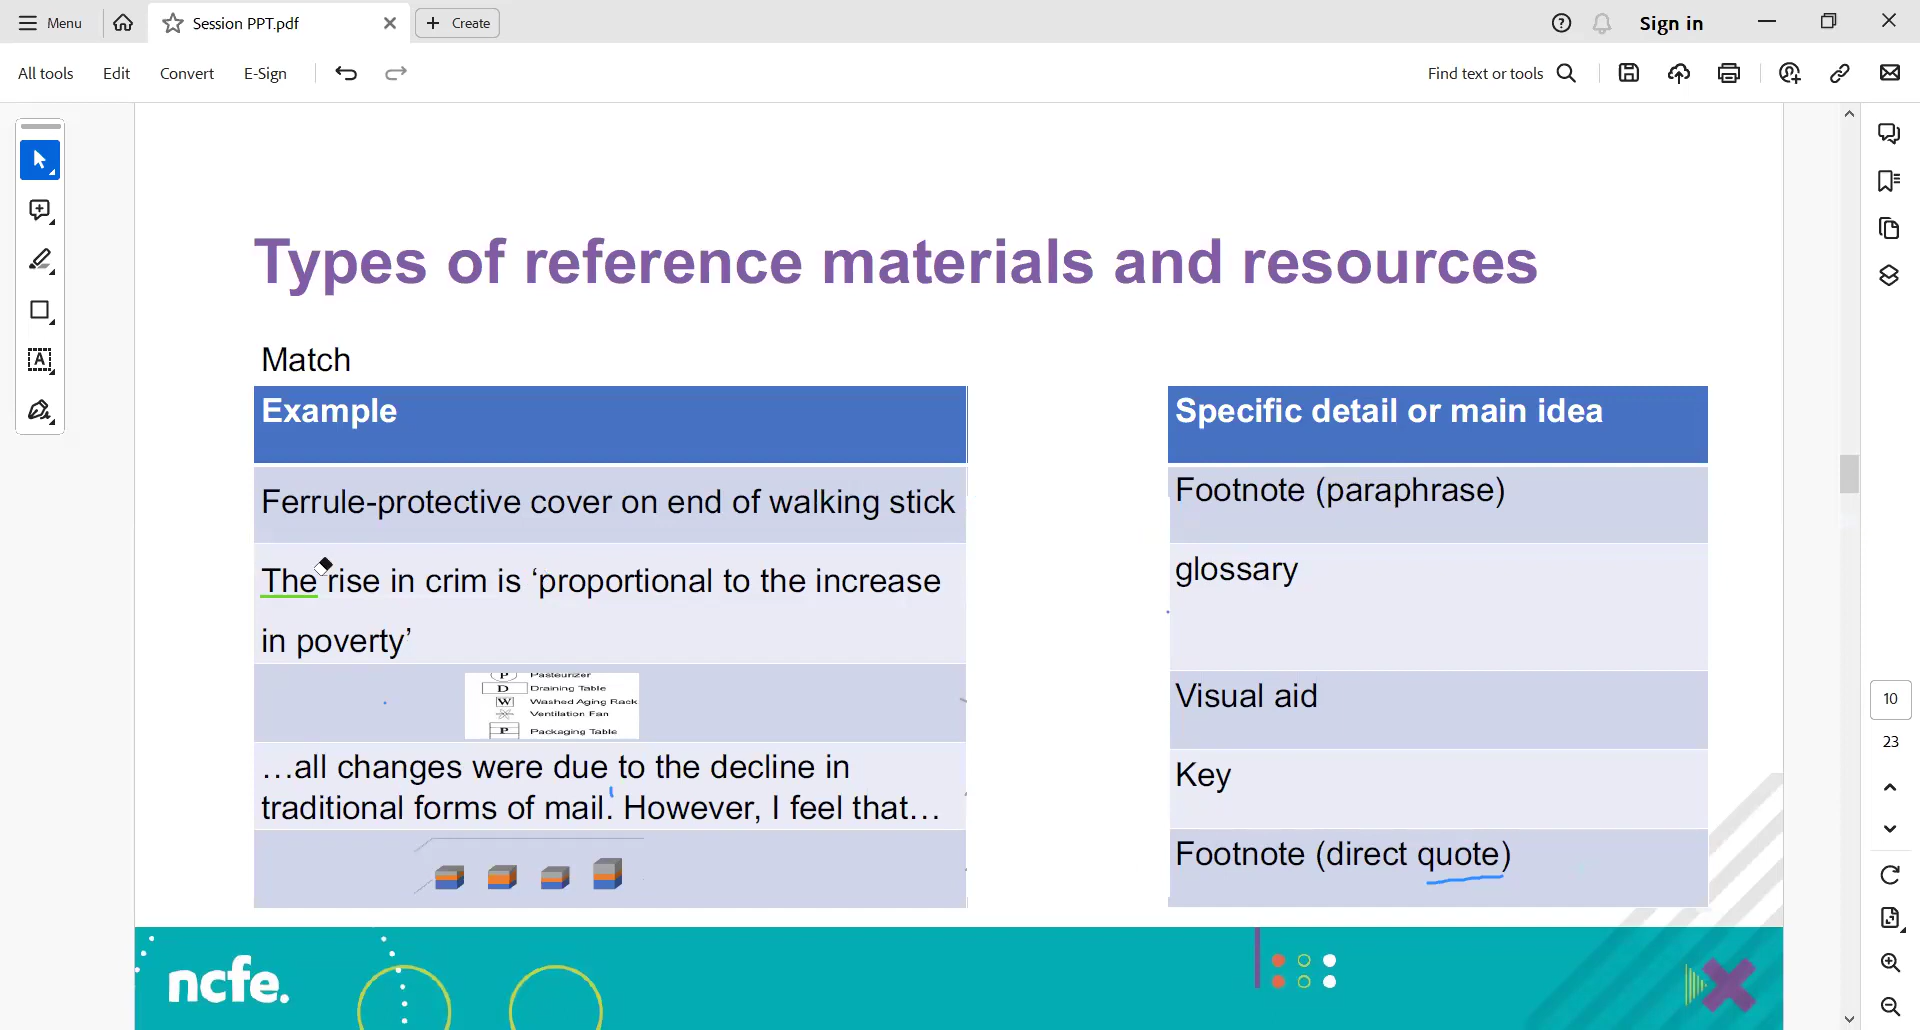 Menu
Session PPT.pdf
Create
Sign in
All tools
Edit
Convert
E-Sign
Find text or tools
Types of reference materials and resources
Match
Example
Ferrule-protective cover on end of walking stick
The rise in crim is ‘proportional to the increase
in poverty’
P Pasteurizer
D Draining Table
W Washed Aging Rack
Ventilation Fan
P Packaging Table
…all changes were due to the decline in
traditional forms of mail. However, I feel that…
Specific detail or main idea
Footnote (paraphrase)
glossary
Visual aid
Key
Footnote (direct quote)
10
23
ncfe.